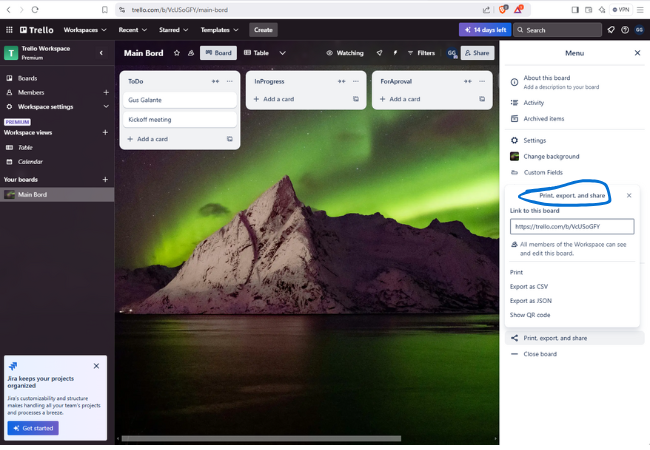 trello.com/b/VcUSoGFY/main-bord
VPN
Trello
Workspaces
Recent
Starred
Templates
Create
14 days left
Search
GS
T
Trello Workspace
Premium
Boards
Members
Workspace settings
PREMIUM
Workspace views
Table
Calendar
Your boards
Main Bord
Jira keeps your projects
organized
Jira's customizability and structure
makes handling all your team's projects
and processes a breeze.
Get started
Main Bord
Board
Table
Watching
Filters
GG
Share
ToDo
Gus Galante
Kickoff meeting
+ Add a card
InProgress
+ Add a card
ForAproval
+ Add a card
Menu
About this board
Add a description to your board
Activity
Archived items
Settings
Change background
Custom Fields
Print, export, and share
Link to this board
https://trello.com/b/VcUSoGFY
All members of the Workspace can see
and edit this board.
Print
Export as CSV
Export as JSON
Show QR code
Print, export, and share
Close board